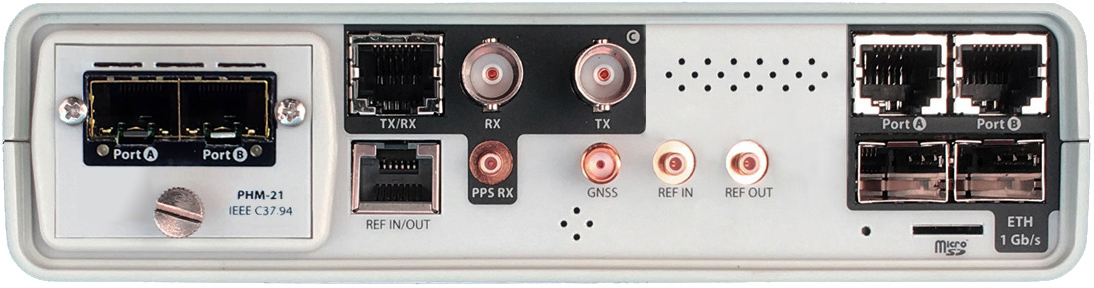 Port A
Port B
PHM-21
IEEE C37.94
C
TX/RX
RX
TX
REF IN/OUT
PPS RX
GNSS
REF IN
REF OUT
Port A
Port B
ETH
1 Gb/s
micro
SD